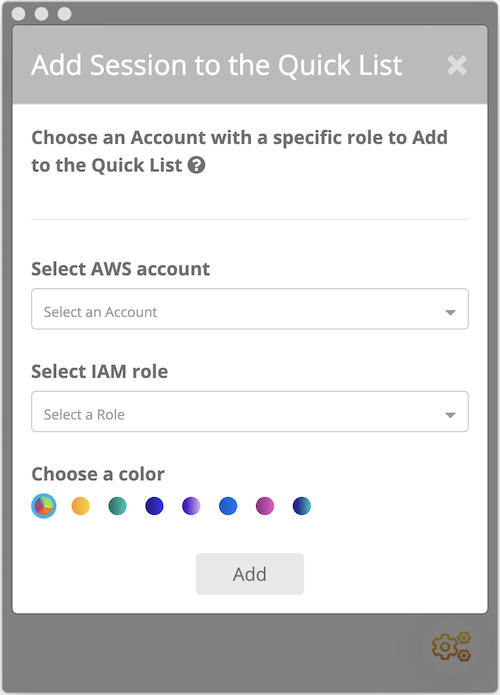 Add Session to the Quick List
Choose an Account with a specific role to Add
to the Quick List
Select AWS account
Select an Account
Select IAM role
Select a Role
Choose a color
Add